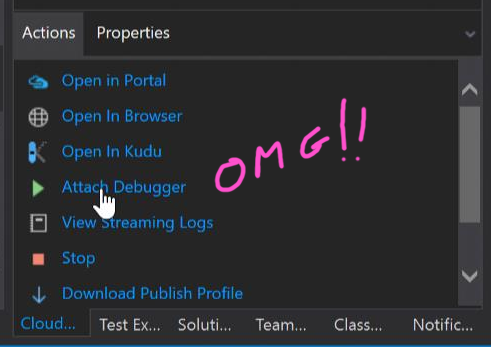 Actions Properties
Open in Portal
Open In Browser
Open In Kudu
OMG!!
Attach Debugger
View Streaming Logs
Stop
Download Publish Profile
Cloud... Test Ex... Soluti... Team... Class... Notific...